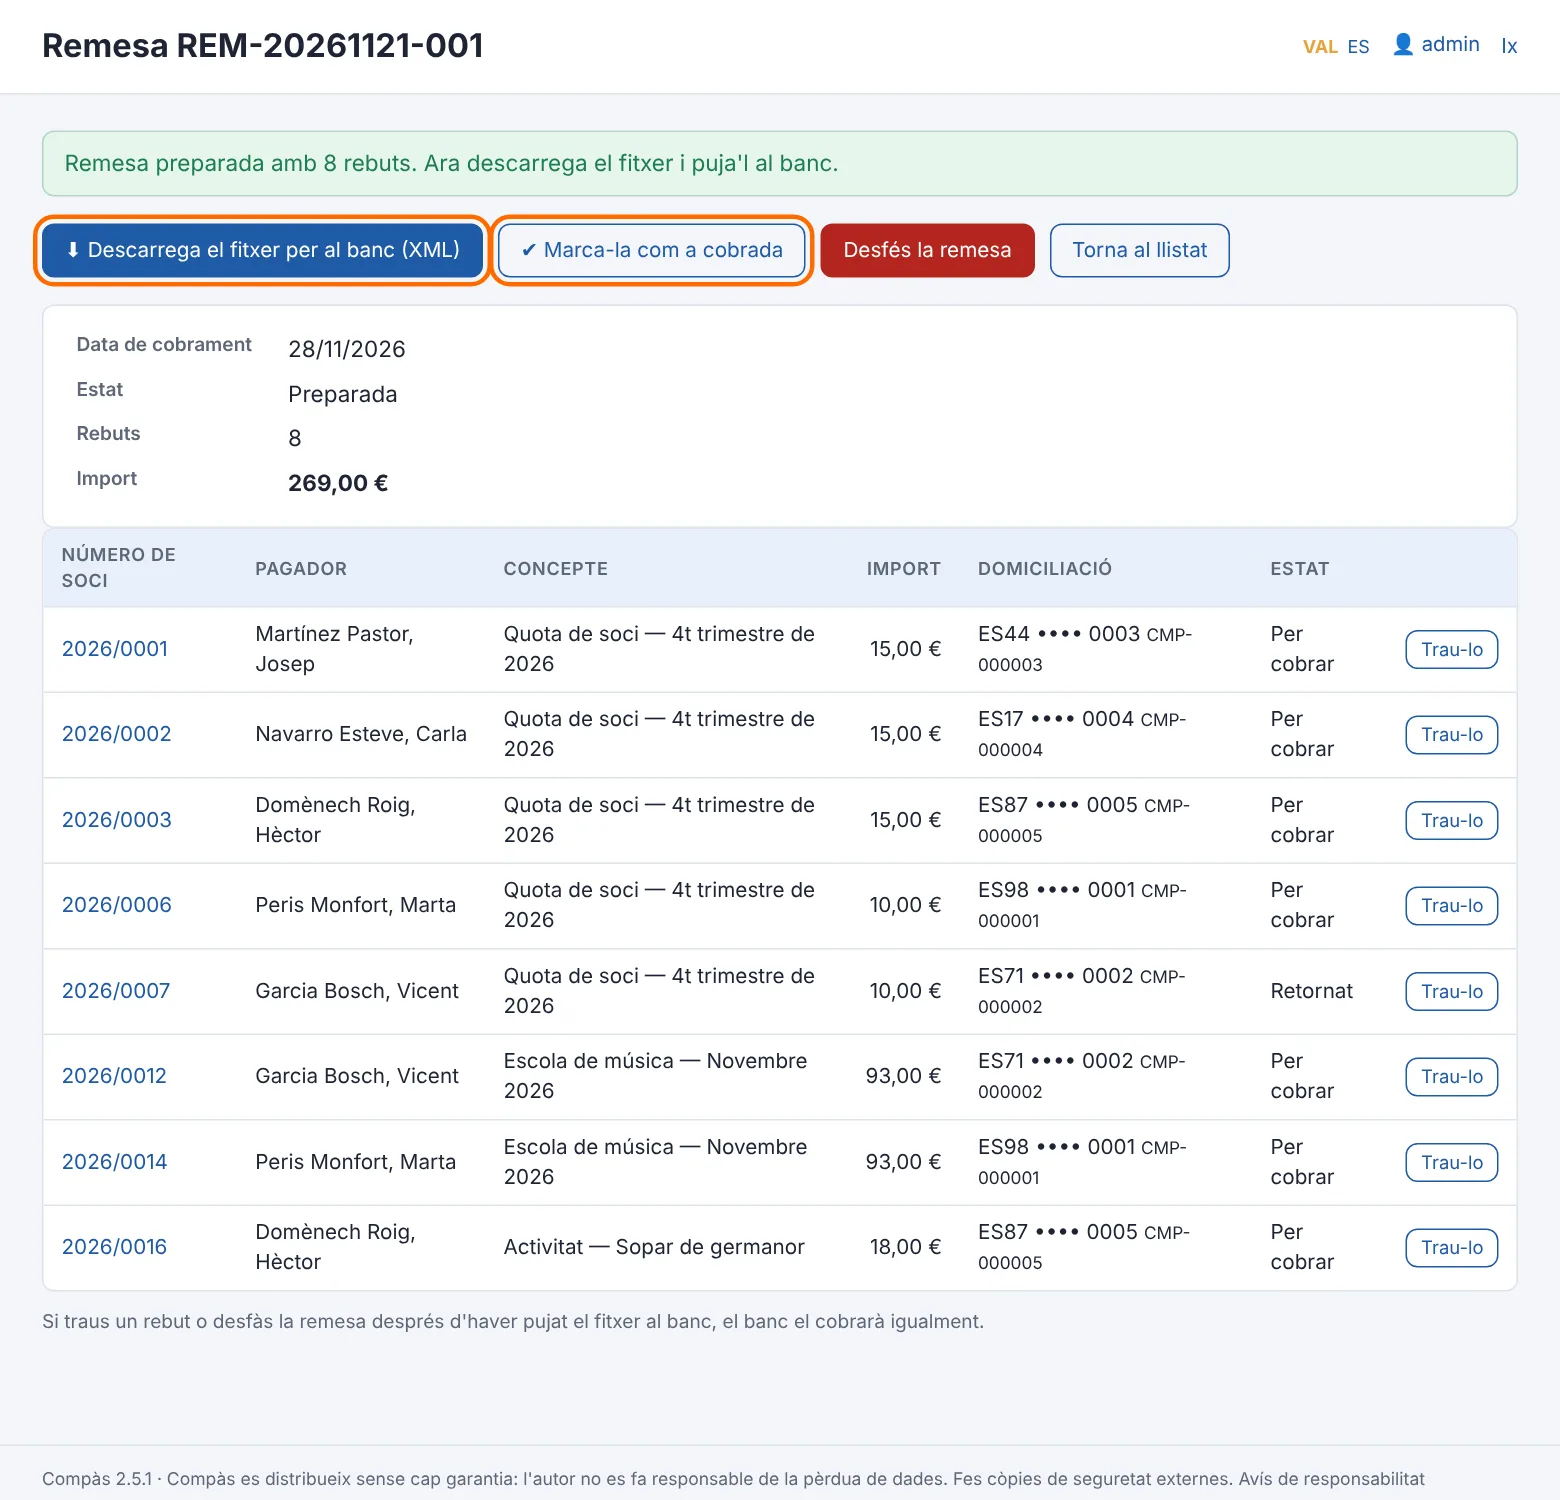 Remesa REM-20261121-001
VAL ES 👤 admin Ix
Remesa preparada amb 8 rebuts. Ara descarrega el fitxer i puja'l al banc.
⬇ Descarrega el fitxer per al banc (XML) ✔ Marca-la com a cobrada Desfés la remesa Torna al llistat
Data de cobrament 28/11/2026
Estat Preparada
Rebuts 8
Import 269,00 €
NÚMERO DE
SOCI PAGADOR CONCEPTE IMPORT DOMICILIACIÓ ESTAT
2026/0001 Martínez Pastor,
Josep
Quota de soci — 4t trimestre de
2026
15,00 €
ES44 •••• 0003 CMP-
000003
Per
cobrar
Trau-lo
2026/0002 Navarro Esteve, Carla
Quota de soci — 4t trimestre de
2026
15,00 €
ES17 •••• 0004 CMP-
000004
Per
cobrar
Trau-lo
2026/0003 Domènech Roig,
Hèctor
Quota de soci — 4t trimestre de
2026
15,00 €
ES87 •••• 0005 CMP-
000005
Per
cobrar
Trau-lo
2026/0006 Peris Monfort, Marta
Quota de soci — 4t trimestre de
2026
10,00 €
ES98 •••• 0001 CMP-
000001
Per
cobrar
Trau-lo
2026/0007 Garcia Bosch, Vicent
Quota de soci — 4t trimestre de
2026
10,00 €
ES71 •••• 0002 CMP-
000002
Retornat
Trau-lo
2026/0012 Garcia Bosch, Vicent
Escola de música — Novembre
2026
93,00 €
ES71 •••• 0002 CMP-
000002
Per
cobrar
Trau-lo
2026/0014 Peris Monfort, Marta
Escola de música — Novembre
2026
93,00 €
ES98 •••• 0001 CMP-
000001
Per
cobrar
Trau-lo
2026/0016 Domènech Roig,
Hèctor
Activitat — Sopar de germanor
18,00 €
ES87 •••• 0005 CMP-
000005
Per
cobrar
Trau-lo
Si traus un rebut o desfàs la remesa després d'haver pujat el fitxer al banc, el banc el cobrarà igualment.
Compàs 2.5.1 · Compàs es distribueix sense cap garantia: l'autor no es fa responsable de la pèrdua de dades. Fes còpies de seguretat externes. Avís de responsabilitat